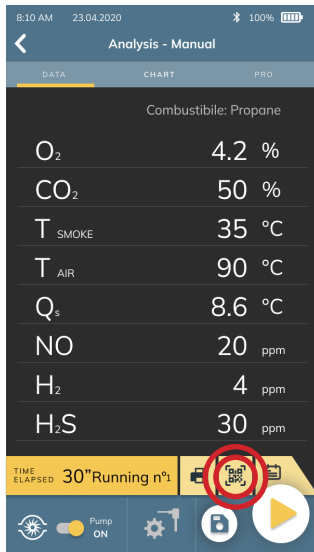 8:10 AM 23.04.2020 100%
Analysis - Manual
DATA CHART PRO
Combustibile: Propane
O₂ 4.2 %
CO₂ 50 %
T SMOKE 35 °C
T AIR 90 °C
Qs 8.6 °C
NO 20 ppm
H₂ 4 ppm
H₂S 30 ppm
TIME
ELAPSED 30” Running nº1
Pump
ON